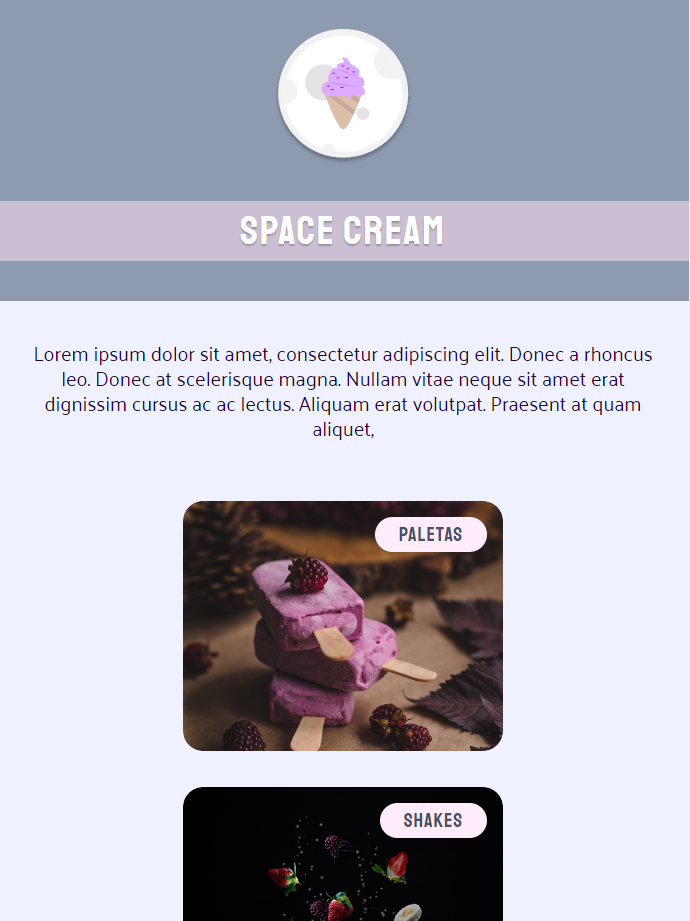 SPACE CREAM
Lorem ipsum dolor sit amet, consectetur adipiscing elit. Donec a rhoncus
leo. Donec at scelerisque magna. Nullam vitae neque sit amet erat
dignissim cursus ac ac lectus. Aliquam erat volutpat. Praesent at quam
aliquet,
PALETAS
SHAKES